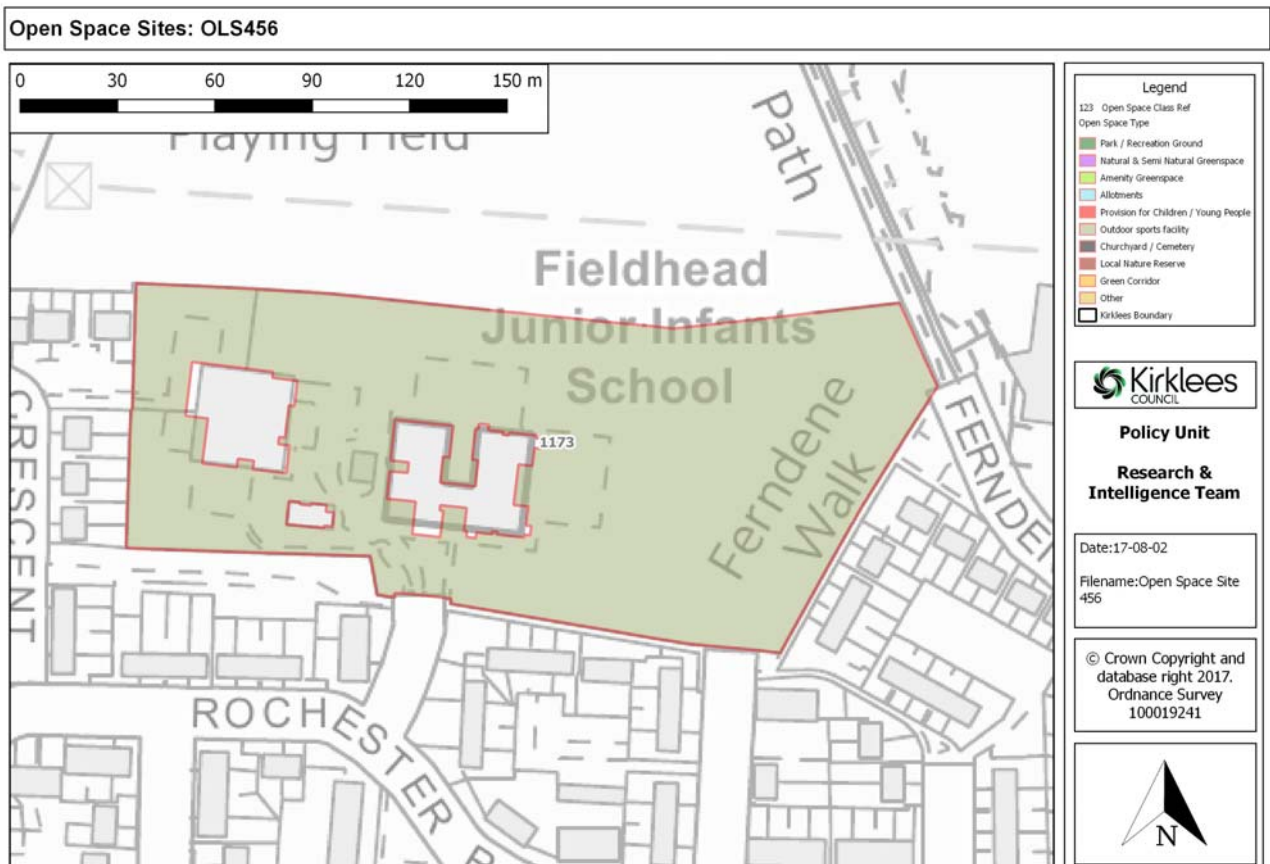 Open Space Sites: OLS456
0 30 60 90 120 150 m
Playing Field
Path
Fieldhead
Junior Infants
School
1173
Ferndene
Walk
CRESCENT
ROCHESTER
Legend
123 Open Space Class Ref
Open Space Type
Park / Recreation Ground
Natural & Semi Natural Greenspace
Amenity Greenspace
Allotments
Provision for Children / Young People
Outdoor sports facility
Churchyard / Cemetery
Local Nature Reserve
Green Corridor
Other
Kirklees Boundary
Kirklees
COUNCIL
Policy Unit
Research &
Intelligence Team
Date:17-08-02
Filename:Open Space Site
456
© Crown Copyright and
database right 2017.
Ordnance Survey
100019241
N